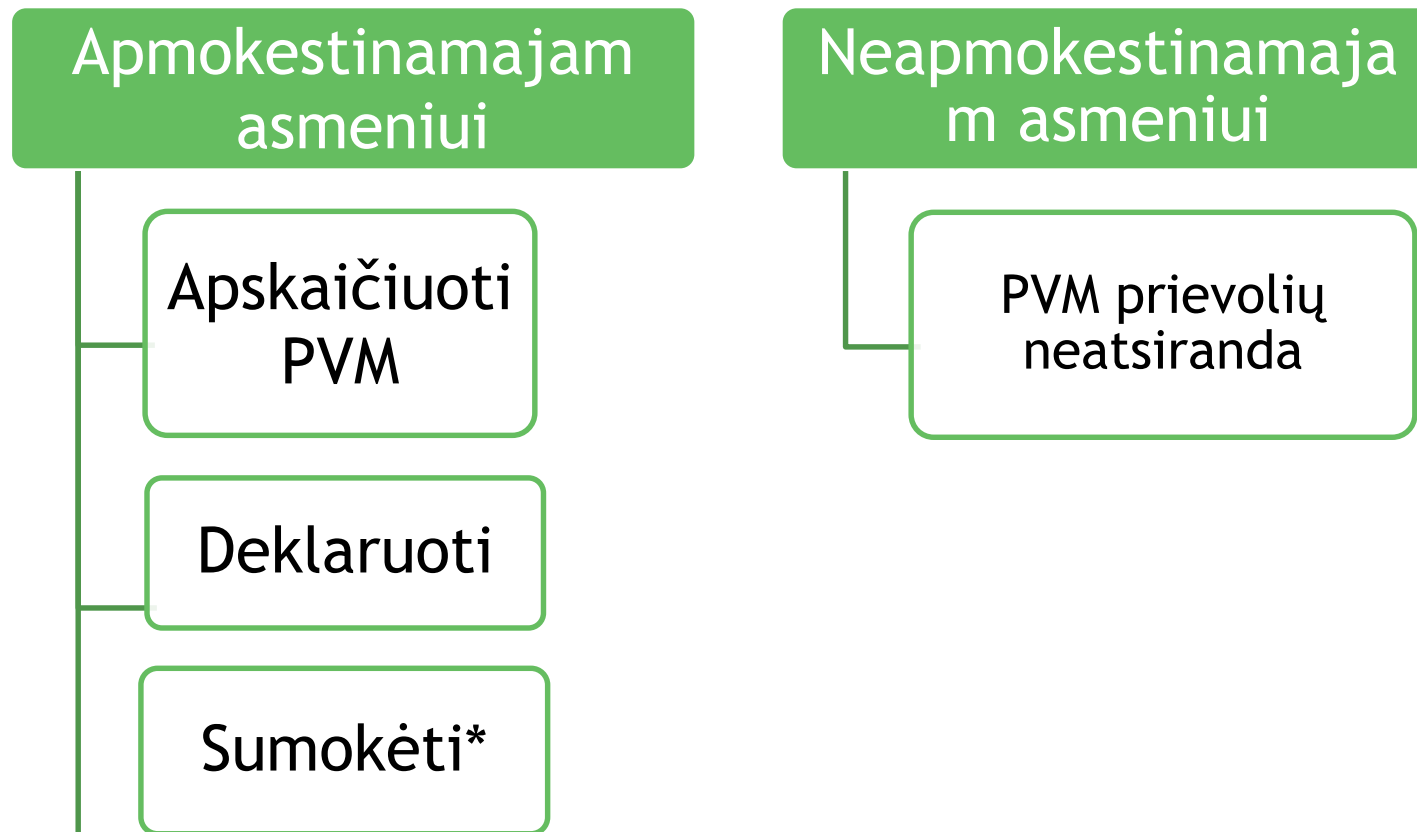 Apmokestinamajam
asmeniui
Apskaičiuoti
PVM
Deklaruoti
Sumokėti*
Neapmokestinamaja
m asmeniui
PVM prievolių
neatsiranda